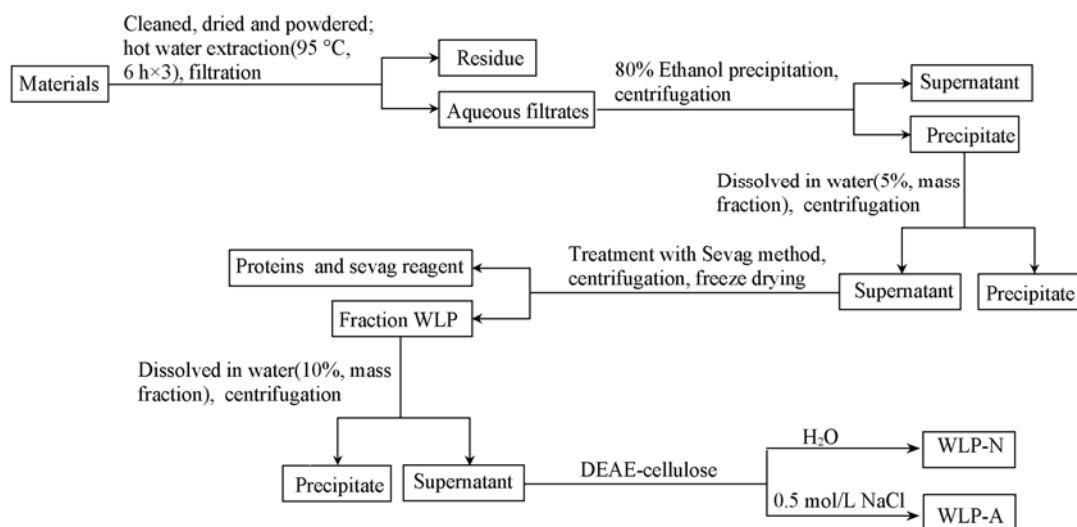 Cleaned, dried and powdered;
hot water extraction(95 °C,
6 h×3), filtration
Materials
Residue
Aqueous filtrates
80% Ethanol precipitation,
centrifugation
Supernatant
Precipitate
Dissolved in water(5%, mass
fraction), centrifugation
Supernatant
Precipitate
Treatment with Sevag method,
centrifugation, freeze drying
Proteins and sevag reagent
Fraction WLP
Dissolved in water(10%, mass
fraction), centrifugation
Precipitate
Supernatant
DEAE-cellulose
H₂O
WLP-N
0.5 mol/L NaCl
WLP-A